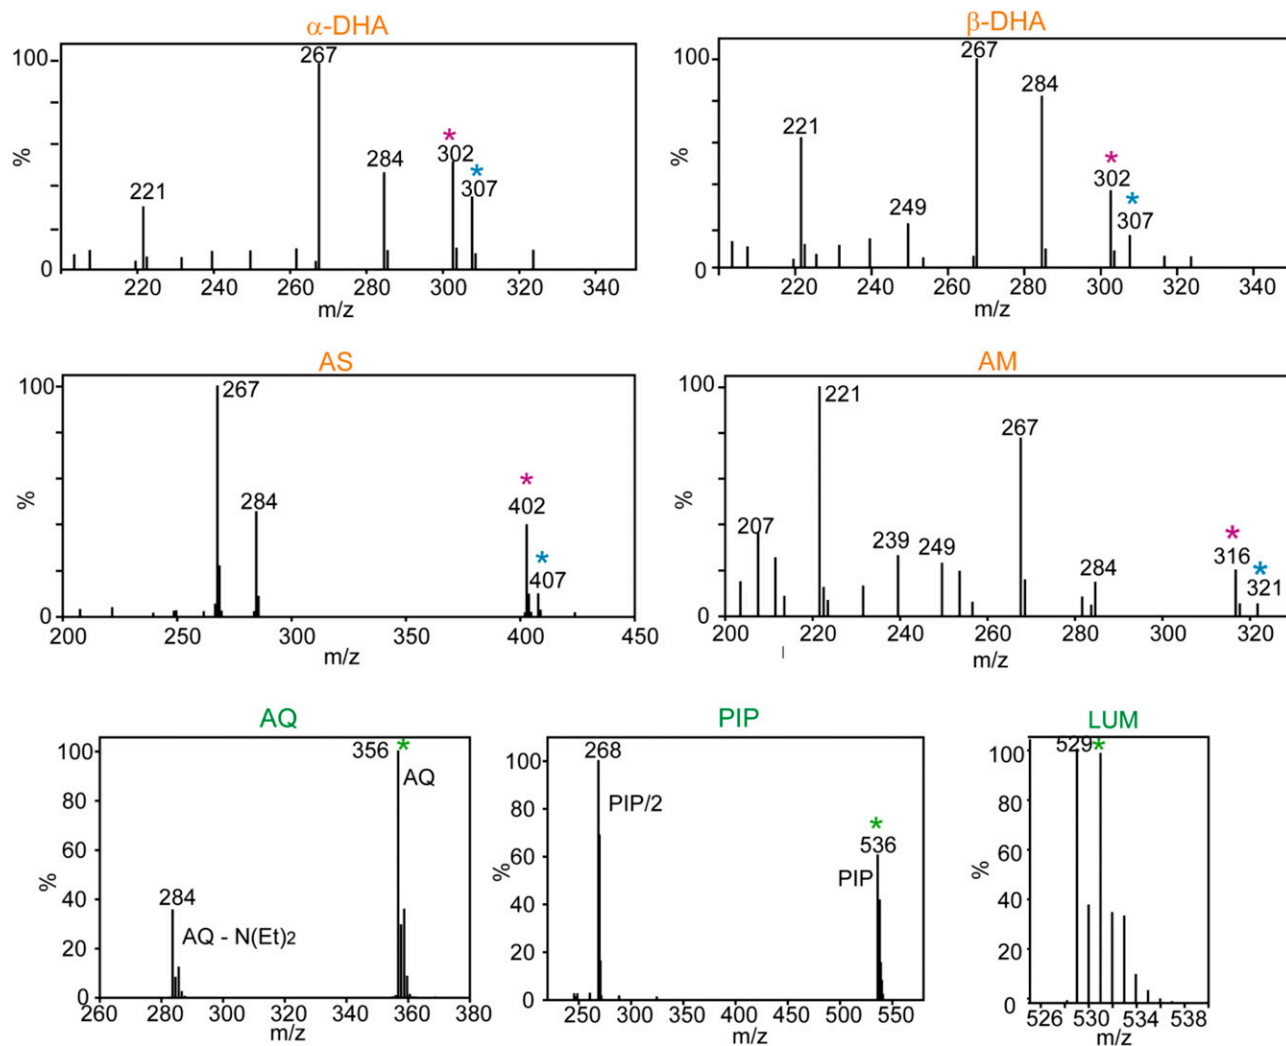 α-DHA
100
%
0
221
267
284
*
302
*
307
220 240 260 280 300 320 340
m/z
β-DHA
100
%
0
221
249
267
284
*
302
*
307
220 240 260 280 300 320 340
m/z
AS
100
%
0
267
284
*
402
*
407
200 250 300 350 400 450
m/z
AM
100
%
0
207
221
239
249
267
284
*
316
*
321
200 220 240 260 280 300 320
m/z
AQ
100
80
60
40
20
0
%
356 *
AQ
284
AQ - N(Et)2
260 280 300 320 340 360 380
m/z
PIP
100
80
60
40
20
0
%
268
PIP/2
*
536
PIP
250 300 350 400 450 500 550
m/z
LUM
100
80
60
40
20
0
%
529 *
526 530 534 538
m/z